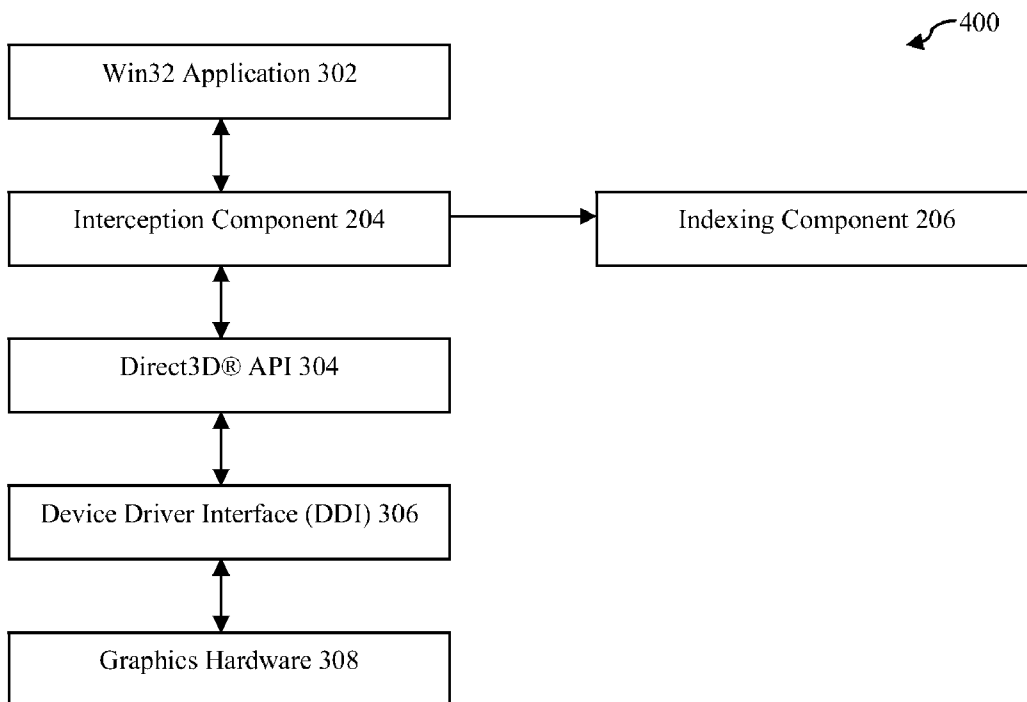 400
Win32 Application 302
Interception Component 204
Indexing Component 206
Direct3D® API 304
Device Driver Interface (DDI) 306
Graphics Hardware 308